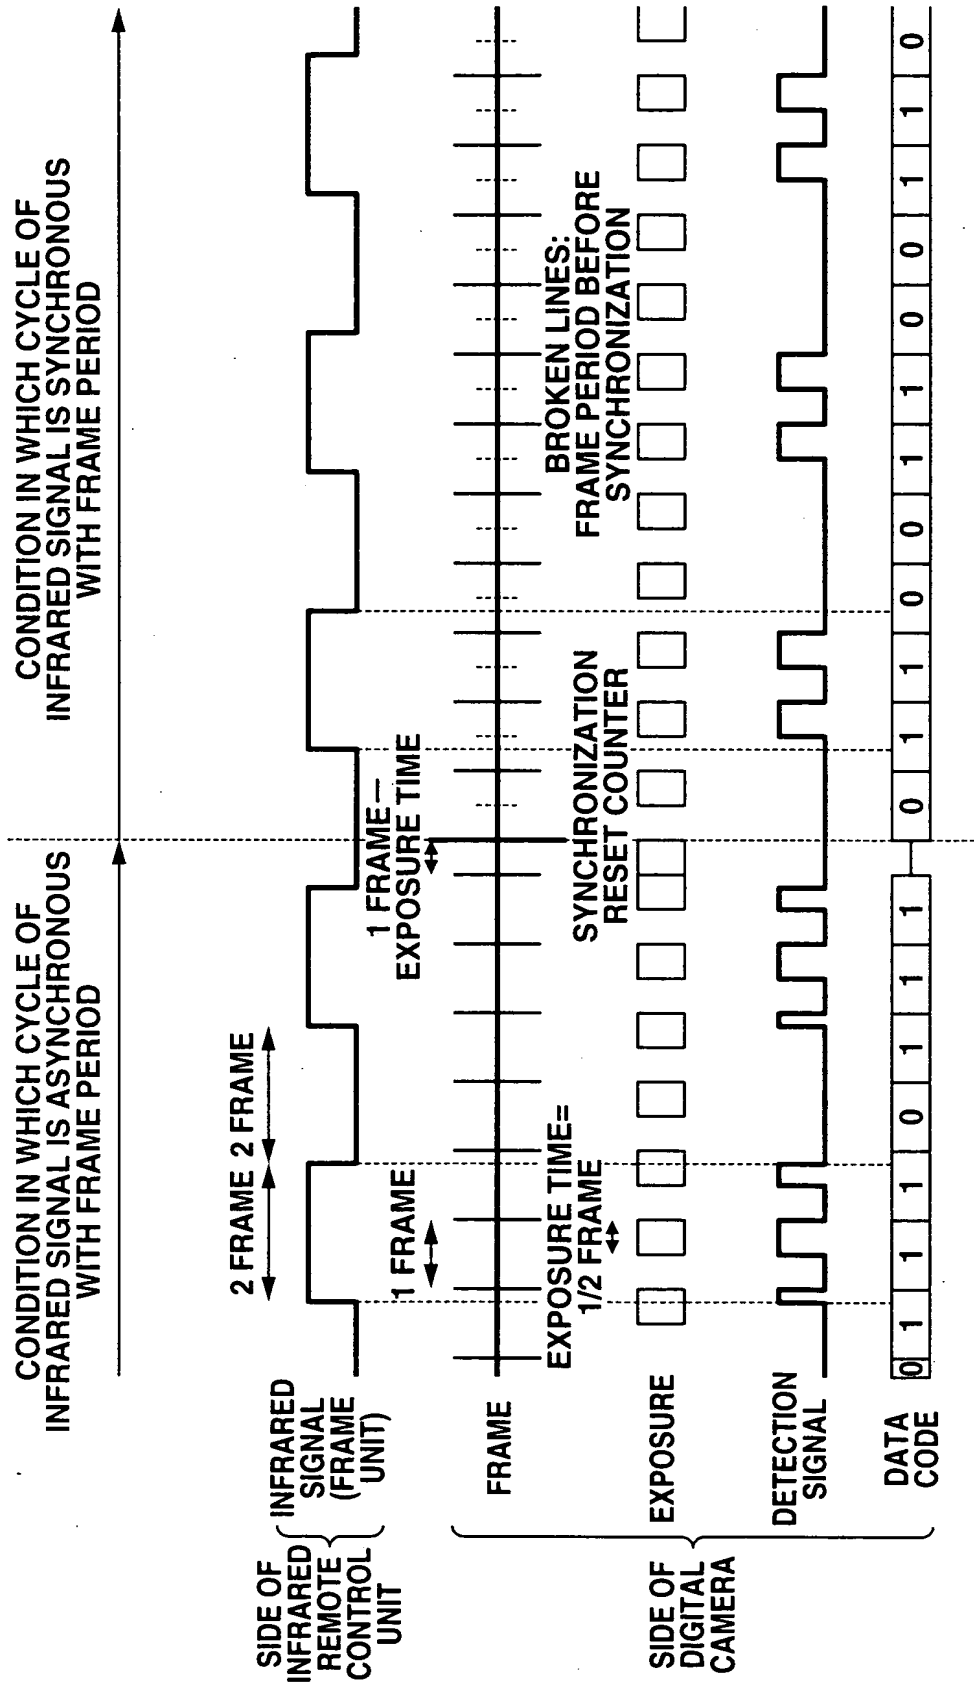 CONDITION IN WHICH CYCLE OF
INFRARED SIGNAL IS ASYNCHRONOUS
WITH FRAME PERIOD
CONDITION IN WHICH CYCLE OF
INFRARED SIGNAL IS SYNCHRONOUS
WITH FRAME PERIOD
SIDE OF
INFRARED
REMOTE
CONTROL
UNIT
INFRARED
SIGNAL
(FRAME
UNIT)
2 FRAME 2 FRAME
1 FRAME
1 FRAME—
EXPOSURE TIME
SIDE OF
DIGITAL
CAMERA
FRAME
EXPOSURE TIME=
1/2 FRAME
SYNCHRONIZATION
RESET COUNTER
BROKEN LINES:
FRAME PERIOD BEFORE
SYNCHRONIZATION
EXPOSURE
DETECTION
SIGNAL
DATA
CODE
0 1 1 1 0 1 1 1 0 1 1 0 0 1 1 0 0 1 1 0